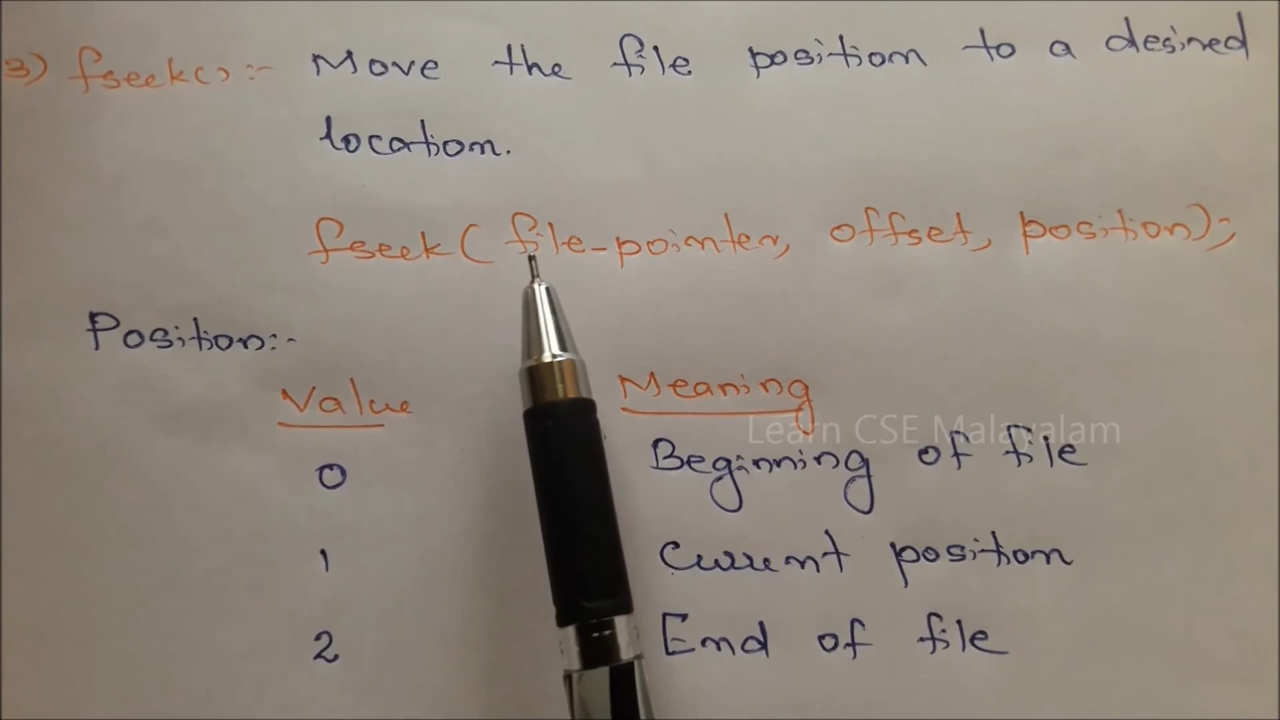 3) fseek() :- Move the file position to a desired
location.
fseek( file-pointer, offset, position);
Position:-
Value Meaning
Learn CSE Malayalam
0 Beginning of file
1 Current position
2 End of file